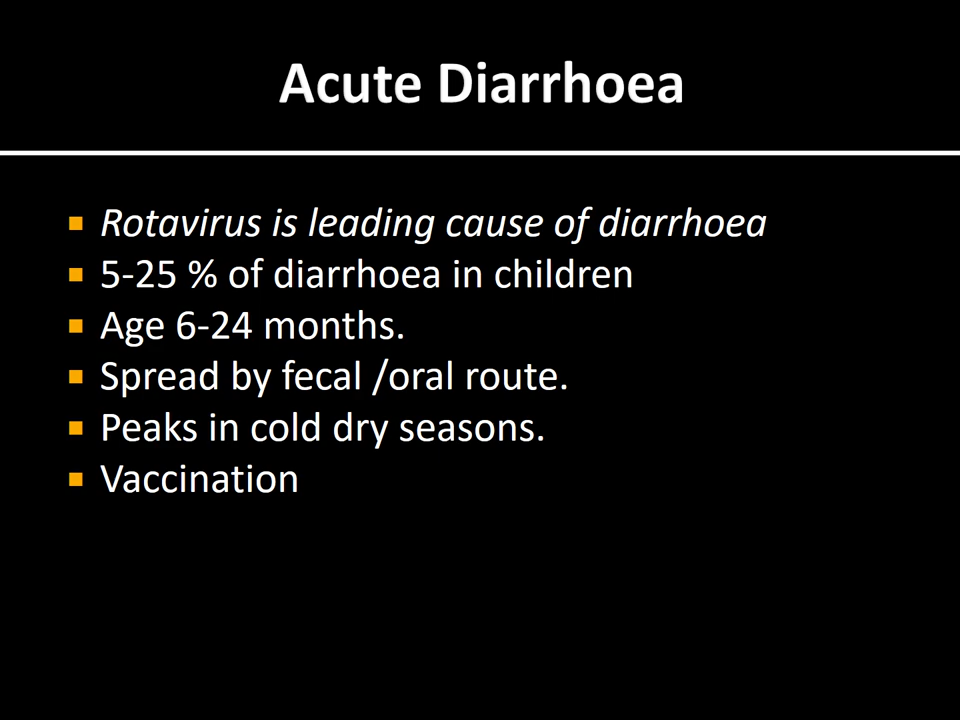 Acute Diarrhoea
▪ Rotavirus is leading cause of diarrhoea
▪ 5-25 % of diarrhoea in children
▪ Age 6-24 months.
▪ Spread by fecal /oral route.
▪ Peaks in cold dry seasons.
▪ Vaccination